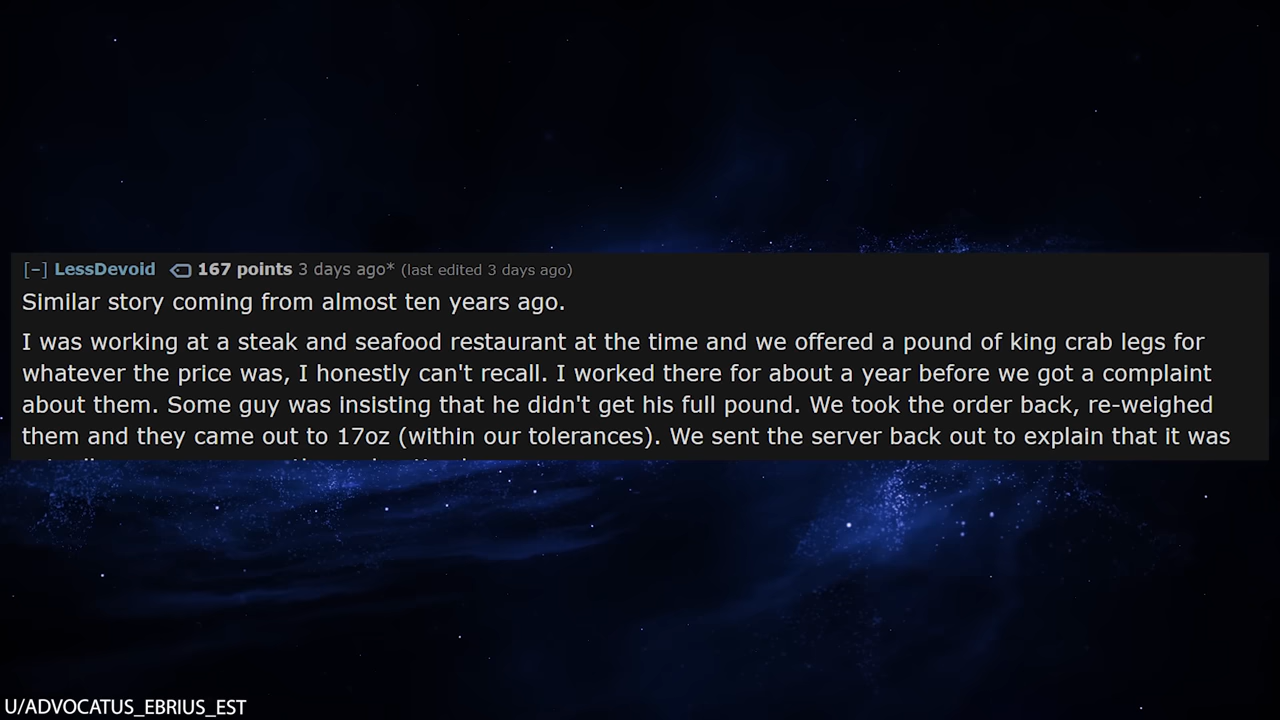 [−] LessDevoid 167 points 3 days ago* (last edited 3 days ago)
Similar story coming from almost ten years ago.
I was working at a steak and seafood restaurant at the time and we offered a pound of king crab legs for
whatever the price was, I honestly can't recall. I worked there for about a year before we got a complaint
about them. Some guy was insisting that he didn't get his full pound. We took the order back, re-weighed
them and they came out to 17oz (within our tolerances). We sent the server back out to explain that it was
U/ADVOCATUS_EBRIUS_EST